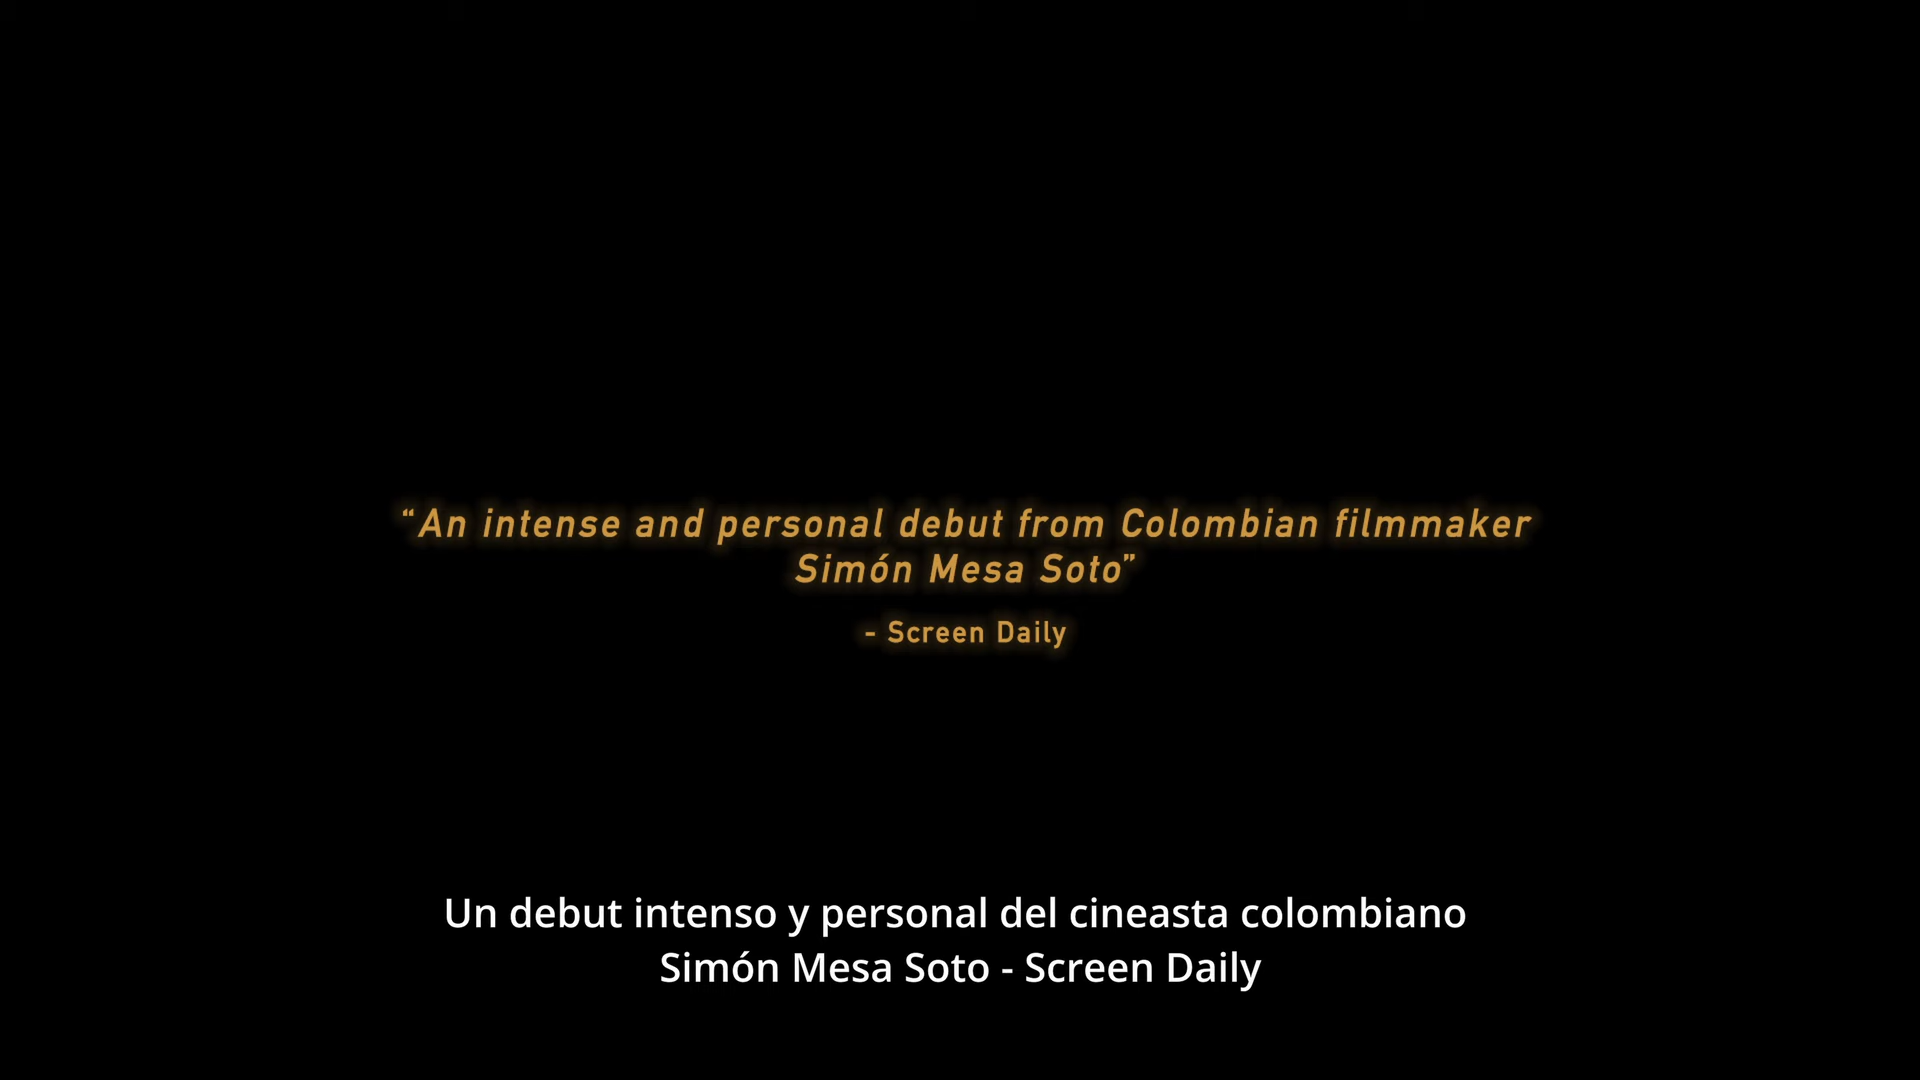 “An intense and personal debut from Colombian filmmaker
Simón Mesa Soto”
- Screen Daily
Un debut intenso y personal del cineasta colombiano
Simón Mesa Soto - Screen Daily